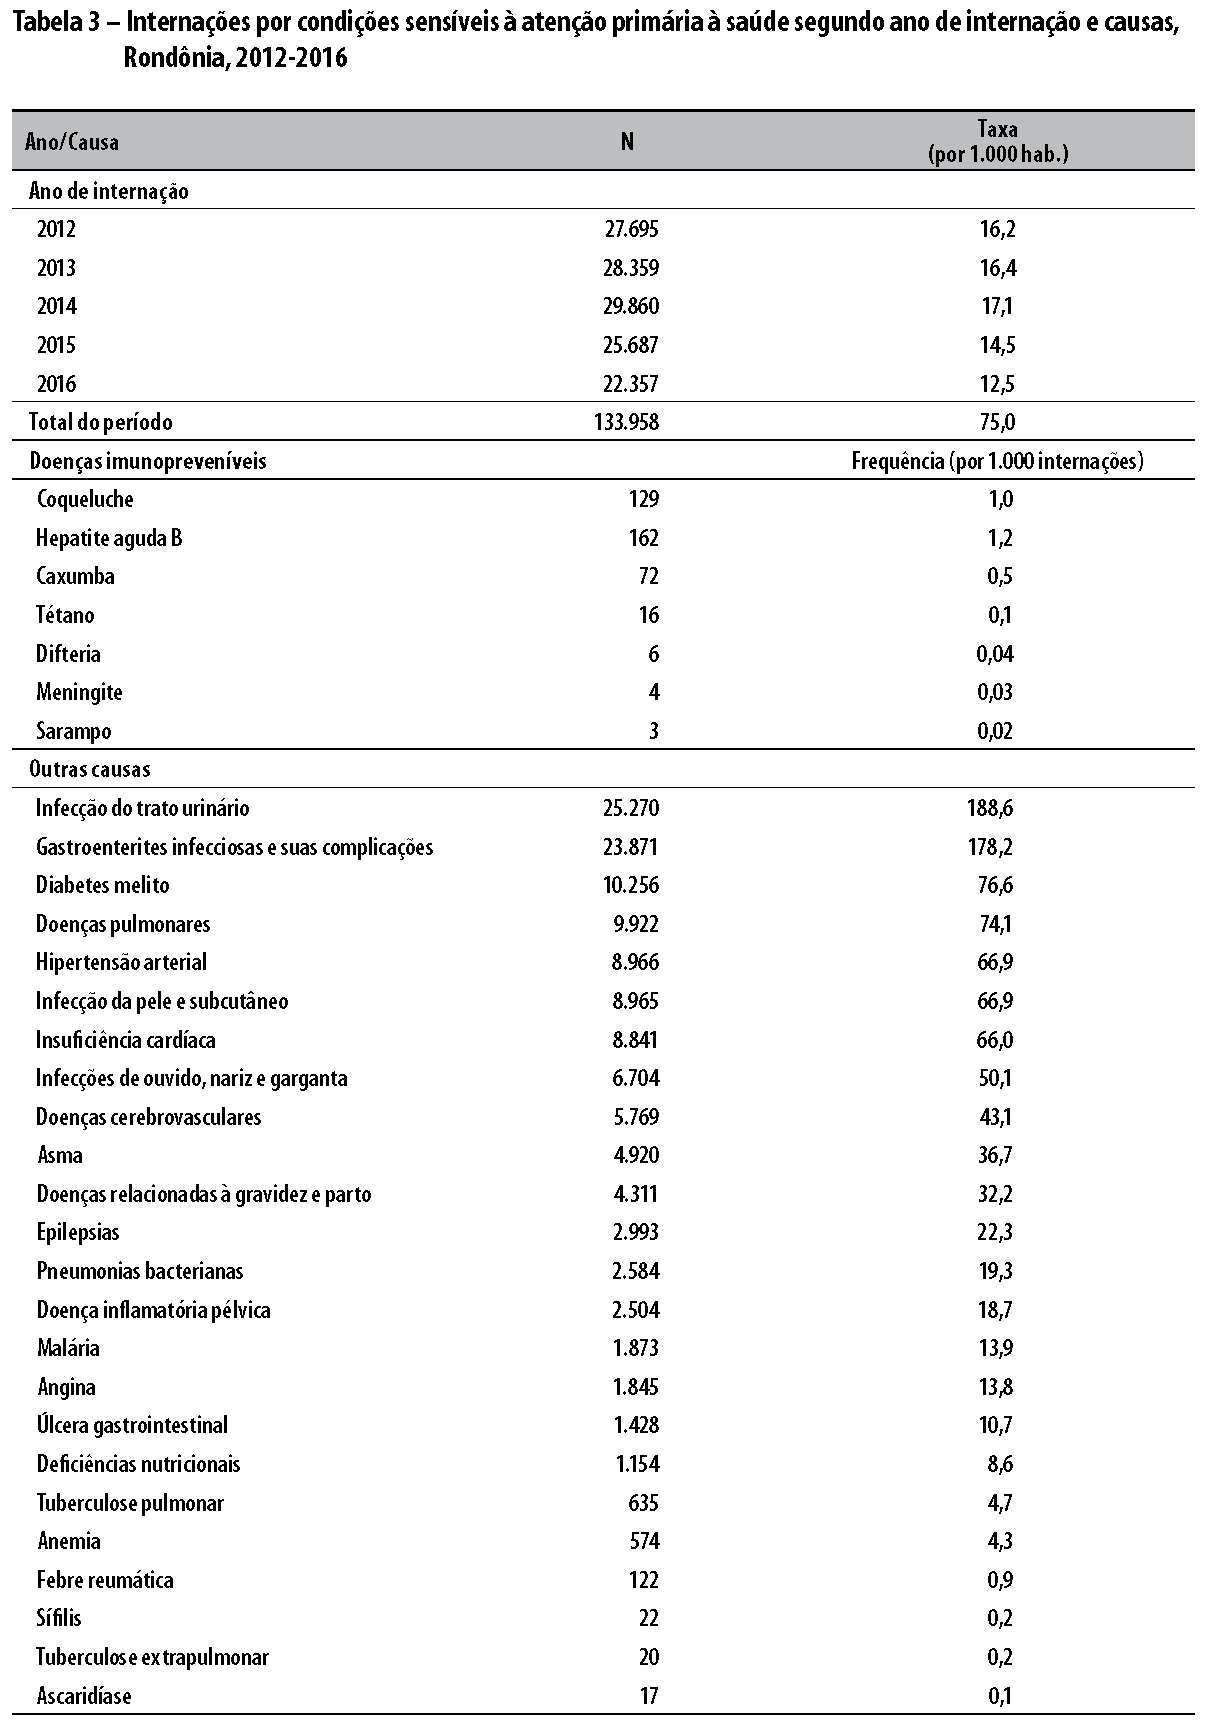 Tabela 3 – Internações por condições sensíveis à atenção primária à saúde segundo ano de internação e causas,
Rondônia, 2012-2016
Ano/Causa N Taxa
(por 1.000 hab.)
Ano de internação
2012 27.695 16,2
2013 28.359 16,4
2014 29.860 17,1
2015 25.687 14,5
2016 22.357 12,5
Total do período 133.958 75,0
Doenças imunopreveníveis Frequência (por 1.000 internações)
Coqueluche 129 1,0
Hepatite aguda B 162 1,2
Caxumba 72 0,5
Tétano 16 0,1
Difteria 6 0,04
Meningite 4 0,03
Sarampo 3 0,02
Outras causas
Infecção do trato urinário 25.270 188,6
Gastroenterites infecciosas e suas complicações 23.871 178,2
Diabetes melito 10.256 76,6
Doenças pulmonares 9.922 74,1
Hipertensão arterial 8.966 66,9
Infecção da pele e subcutâneo 8.965 66,9
Insuficiência cardíaca 8.841 66,0
Infecções de ouvido, nariz e garganta 6.704 50,1
Doenças cerebrovasculares 5.769 43,1
Asma 4.920 36,7
Doenças relacionadas à gravidez e parto 4.311 32,2
Epilepsias 2.993 22,3
Pneumonias bacterianas 2.584 19,3
Doença inflamatória pélvica 2.504 18,7
Malária 1.873 13,9
Angina 1.845 13,8
Úlcera gastrointestinal 1.428 10,7
Deficiências nutricionais 1.154 8,6
Tuberculose pulmonar 635 4,7
Anemia 574 4,3
Febre reumática 122 0,9
Sífilis 22 0,2
Tuberculose extrapulmonar 20 0,2
Ascaridíase 17 0,1